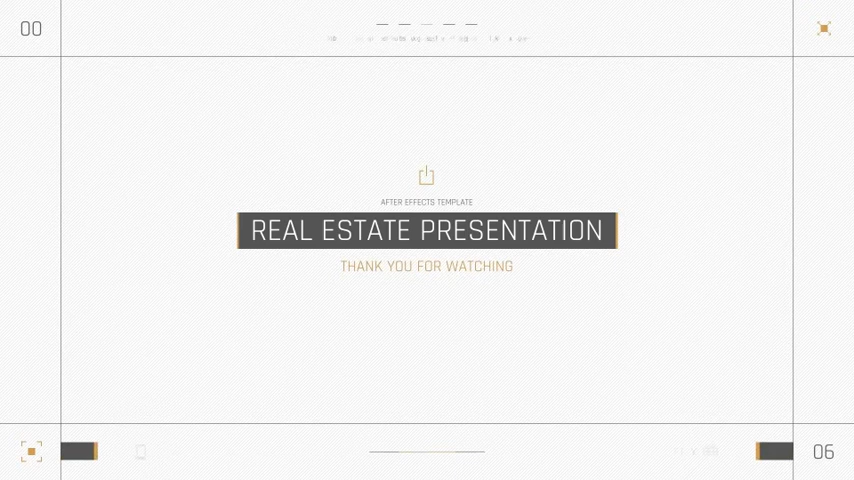 00
AFTER EFFECTS TEMPLATE
REAL ESTATE PRESENTATION
THANK YOU FOR WATCHING
06